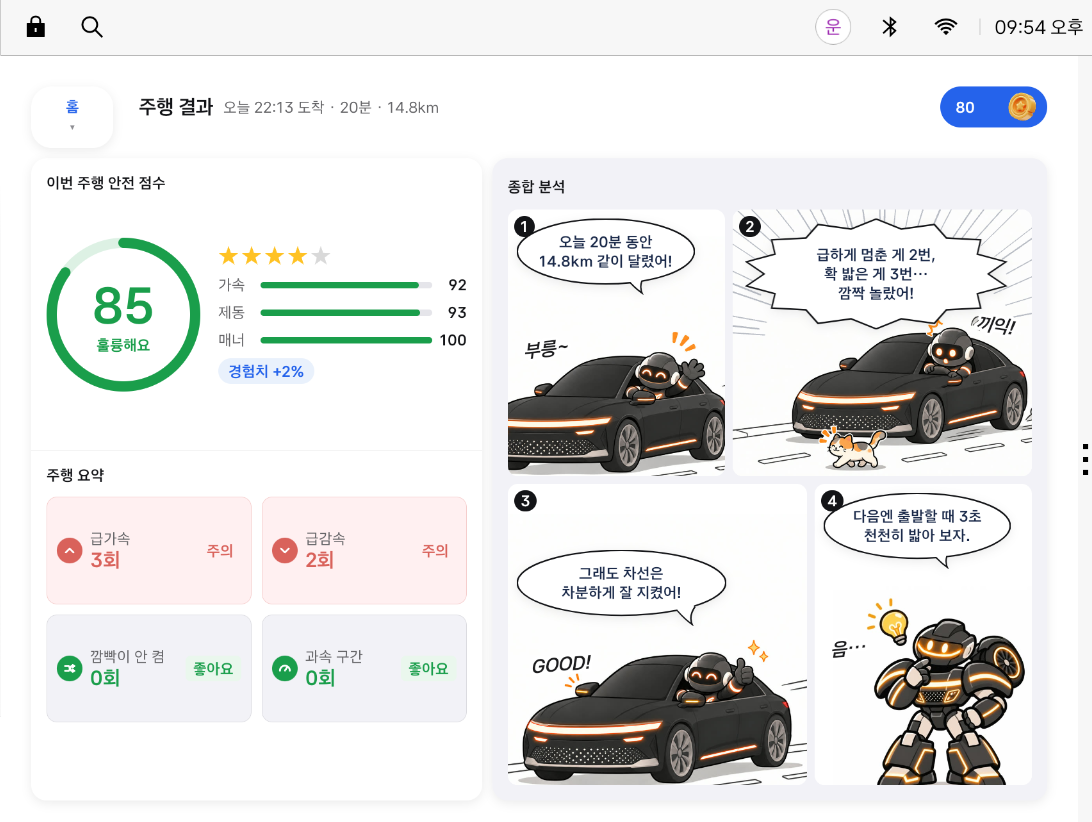 운
09:54 오후
홈
주행 결과 오늘 22:13 도착 · 20분 · 14.8km
80
이번 주행 안전 점수
85
훌륭해요
가속 92
제동 93
매너 100
경험치 +2%
주행 요약
급가속
3회
주의
급감속
2회
주의
깜빡이 안 켬
0회
좋아요
과속 구간
0회
좋아요
종합 분석
1
오늘 20분 동안
14.8km 같이 달렸어!
부릉~
2
급하게 멈춘 게 2번,
확 밟은 게 3번…
깜짝 놀랐어!
끼익!
3
그래도 차선은
차분하게 잘 지켰어!
GOOD!
4
다음엔 출발할 때 3초
천천히 밟아 보자.
음…